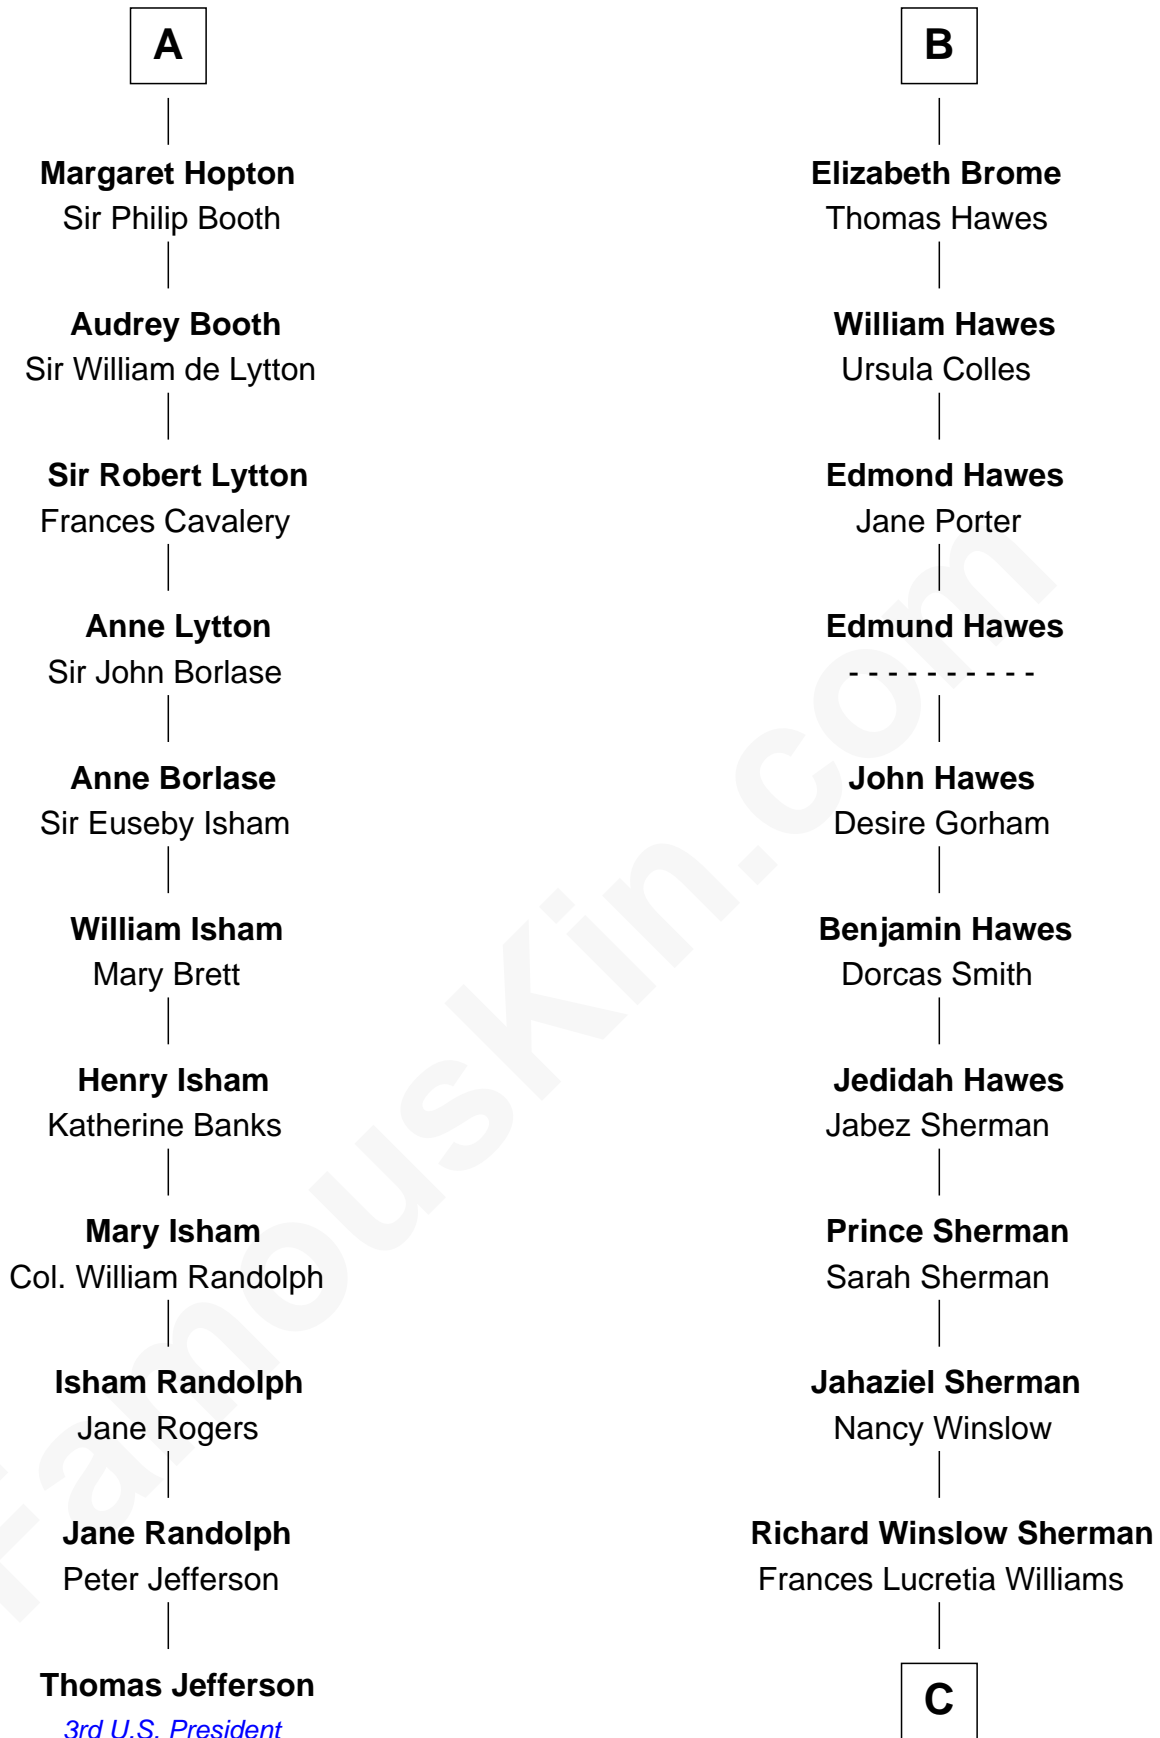 A
Margaret Hopton
Sir Philip Booth
Audrey Booth
Sir William de Lytton
Sir Robert Lytton
Frances Cavalery
Anne Lytton
Sir John Borlase
Anne Borlase
Sir Euseby Isham
William Isham
Mary Brett
Henry Isham
Katherine Banks
Mary Isham
Col. William Randolph
Isham Randolph
Jane Rogers
Jane Randolph
Peter Jefferson
Thomas Jefferson
3rd U.S. President
B
Elizabeth Brome
Thomas Hawes
William Hawes
Ursula Colles
Edmond Hawes
Jane Porter
Edmund Hawes
- - - - - - - - - -
John Hawes
Desire Gorham
Benjamin Hawes
Dorcas Smith
Jedidah Hawes
Jabez Sherman
Prince Sherman
Sarah Sherman
Jahaziel Sherman
Nancy Winslow
Richard Winslow Sherman
Frances Lucretia Williams
C
FamousKin.com